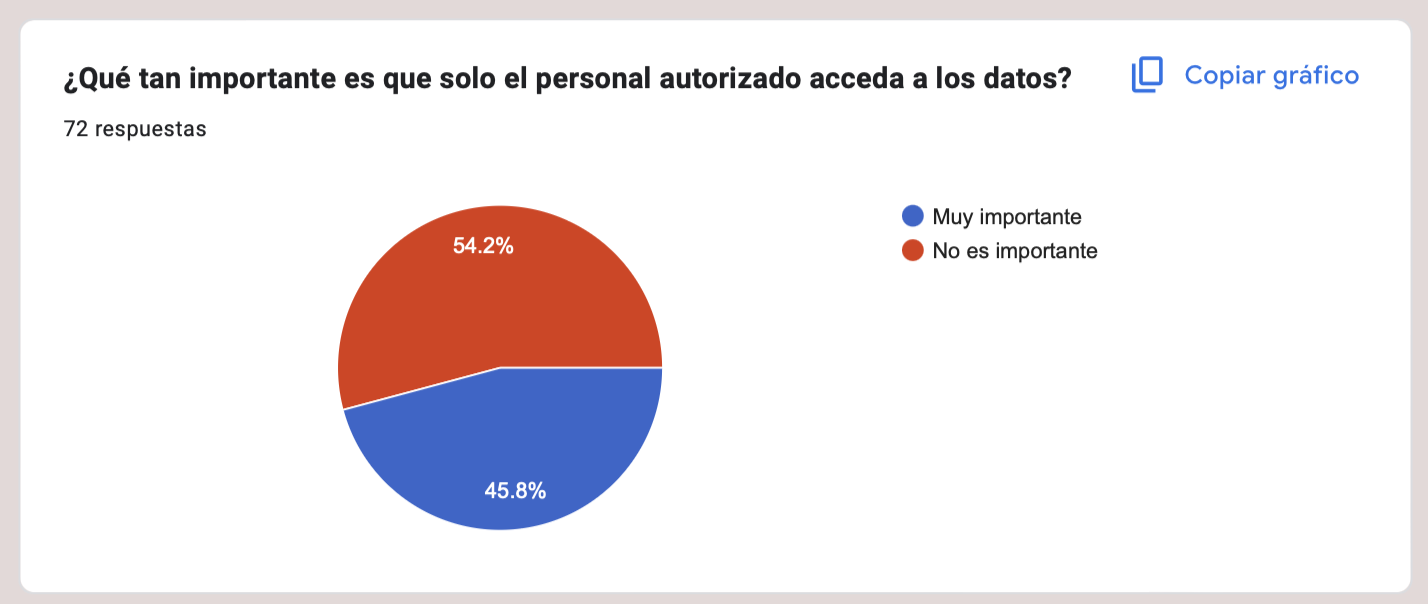 ¿Qué tan importante es que solo el personal autorizado acceda a los datos?
Copiar gráfico
72 respuestas
54.2%
45.8%
Muy importante
No es importante